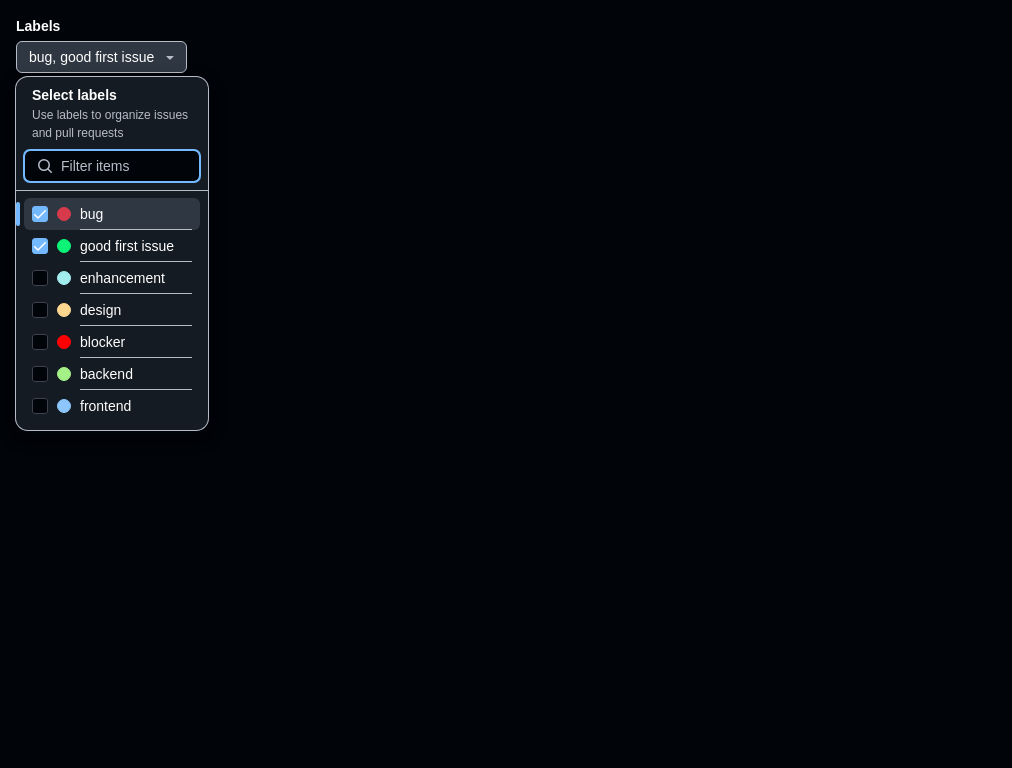 Labels
bug, good first issue
Select labels
Use labels to organize issues
and pull requests
Filter items
bug
good first issue
enhancement
design
blocker
backend
frontend